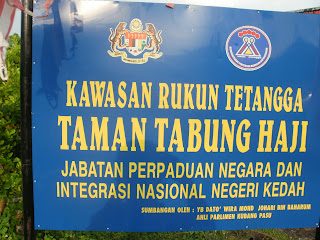 KAWASAN RUKUN TETANGGA
TAMAN TABUNG HAJI
JABATAN PERPADUAN NEGARA DAN
INTEGRASI NASIONAL NEGERI KEDAH
SUMBANGAN OLEH : YB DATO' WIRA MOHD JOHARI BIN BAHARUM
AHLI PARLIMEN KUBANG PASU